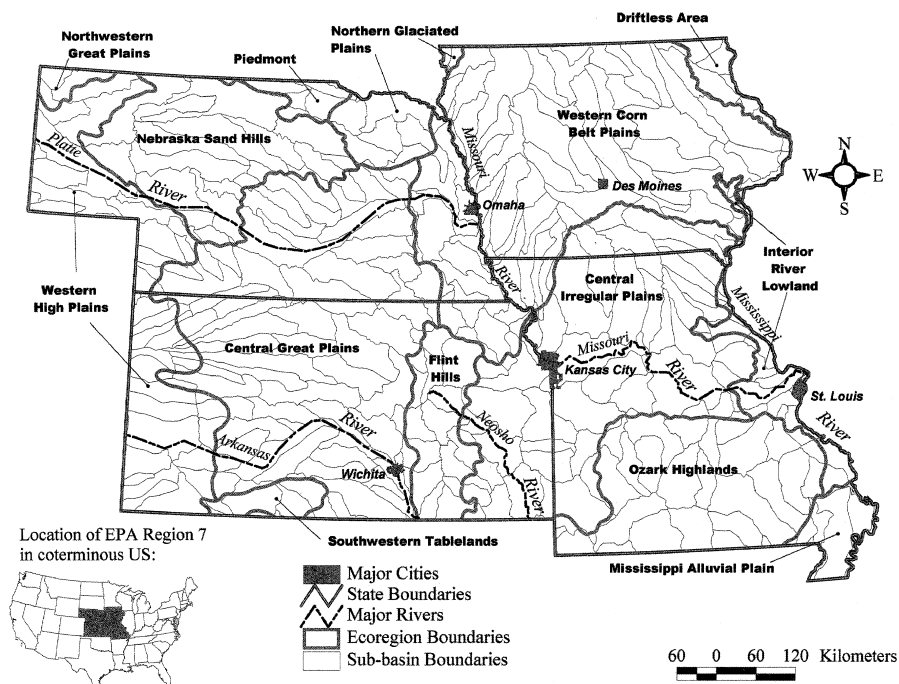 Driftless Area
Northwestern
Great Plains
Piedmont
Northern Glaciated
Plains
Nebraska Sand Hills
Western Corn
Belt Plains
Missouri
River
Platte
River
Omaha
Des Moines
N
W
E
S
Western
High Plains
Central
Irregular Plains
Interior
River
Lowland
Mississippi
River
Central Great Plains
Flint
Hills
Missouri
River
Kansas City
St. Louis
Arkansas
River
Neosho
River
Wichita
Ozark Highlands
Southwestern Tablelands
Mississippi Alluvial Plain
Location of EPA Region 7
in coterminous US:
Major Cities
State Boundaries
Major Rivers
Ecoregion Boundaries
Sub-basin Boundaries
60 0 60 120 Kilometers